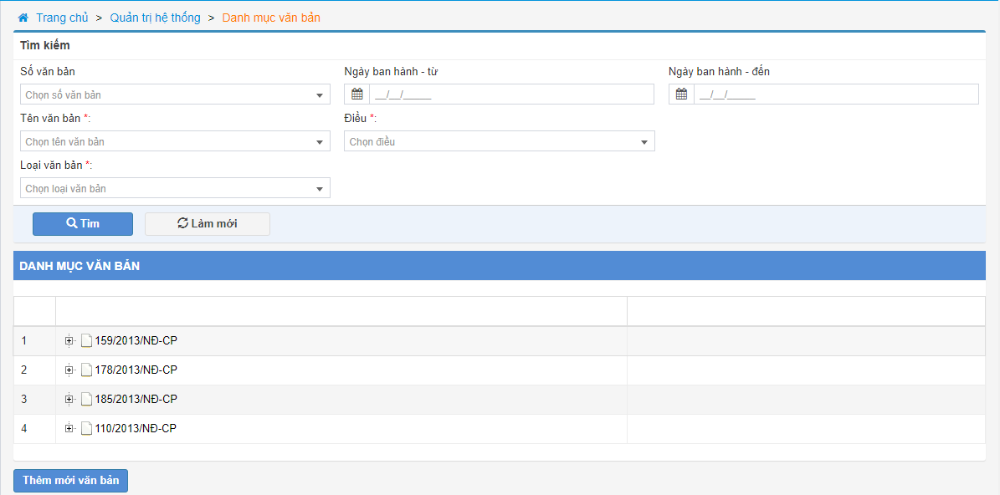 Trang chủ > Quản trị hệ thống > Danh mục văn bản
Tìm kiếm
Số văn bản
Ngày ban hành - từ
Ngày ban hành - đến
Chọn số văn bản
__/__/_____
__/__/_____
Tên văn bản *:
Điều *:
Chọn tên văn bản
Chọn điều
Loại văn bản *:
Chọn loại văn bản
Tìm
Làm mới
DANH MỤC VĂN BẢN
1 159/2013/NĐ-CP
2 178/2013/NĐ-CP
3 185/2013/NĐ-CP
4 110/2013/NĐ-CP
Thêm mới văn bản